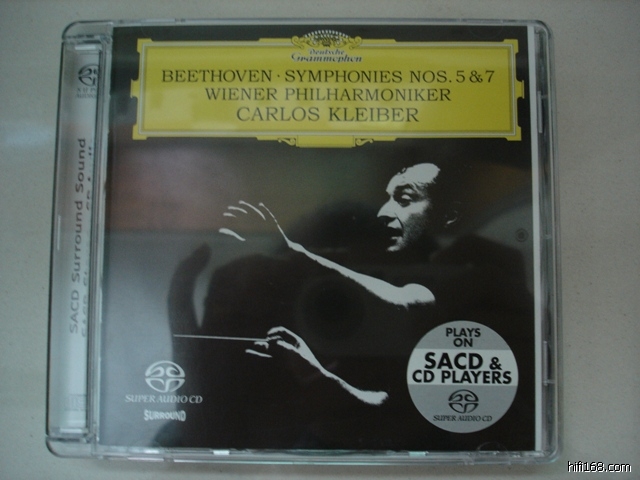 Deutsche
Grammophon
BEETHOVEN · SYMPHONIES NOS. 5 & 7
WIENER PHILHARMONIKER
CARLOS KLEIBER
SACD Surround Sound
PLAYS
ON
SACD &
CD PLAYERS
SUPER AUDIO CD
SUPER AUDIO CD
SURROUND
hifi168.com